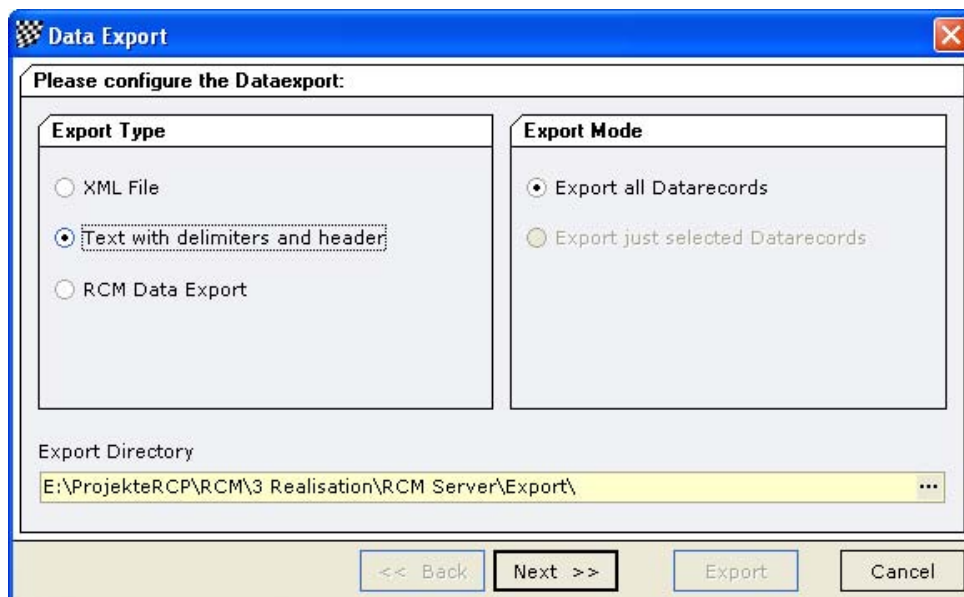 Data Export
Please configure the Dataexport:
Export Type
XML File
Text with delimiters and header
RCM Data Export
Export Mode
Export all Datarecords
Export just selected Datarecords
Export Directory
E:\ProjekteRCP\RCM\3 Realisation\RCM Server\Export\
...
<< Back
Next >>
Export
Cancel